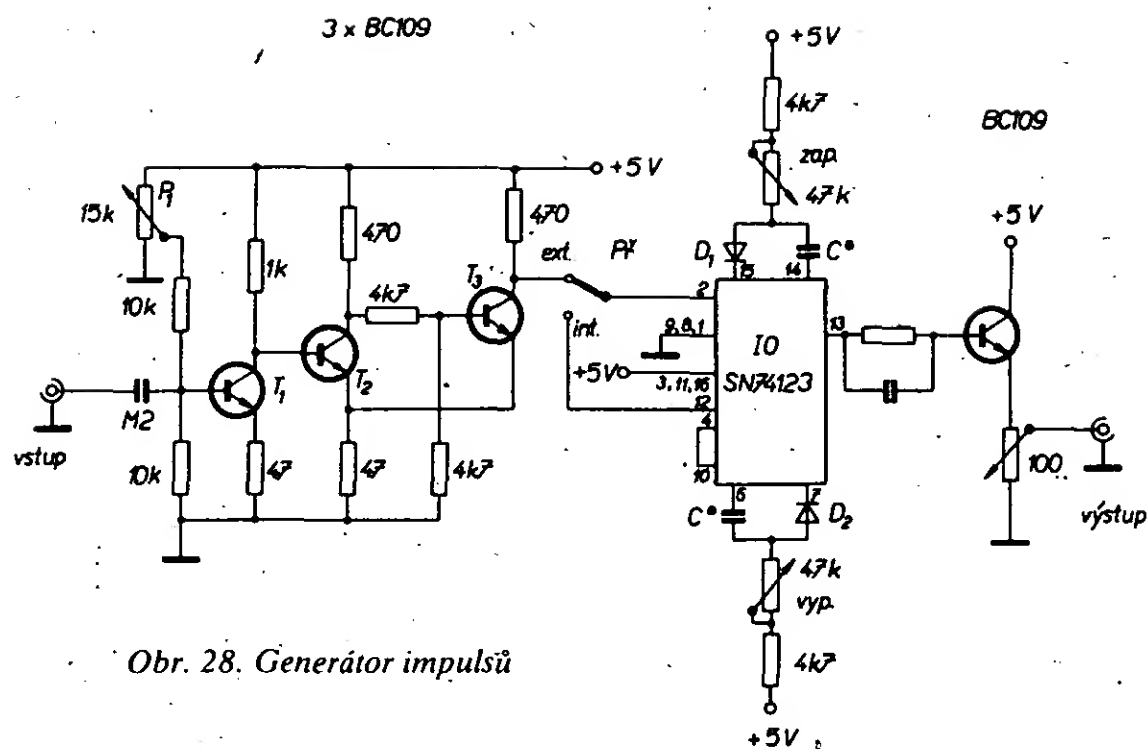 3 x BC109
+5V
4k7
zap.
47k
BC109
+5V
P1
15k
+5V
470
1k
470
ext.
Př
D1
C*
15
14
10k
4k7
T3
2
int.
9,8,1
IO
13
+5V
3,11,16
SN74123
12
T1
T2
4
10
M2
vstup
10k
47
47
4k7
6
7
C*
D2
100
výstup
47k
vyp.
4k7
+5V
Obr. 28. Generátor impulsů